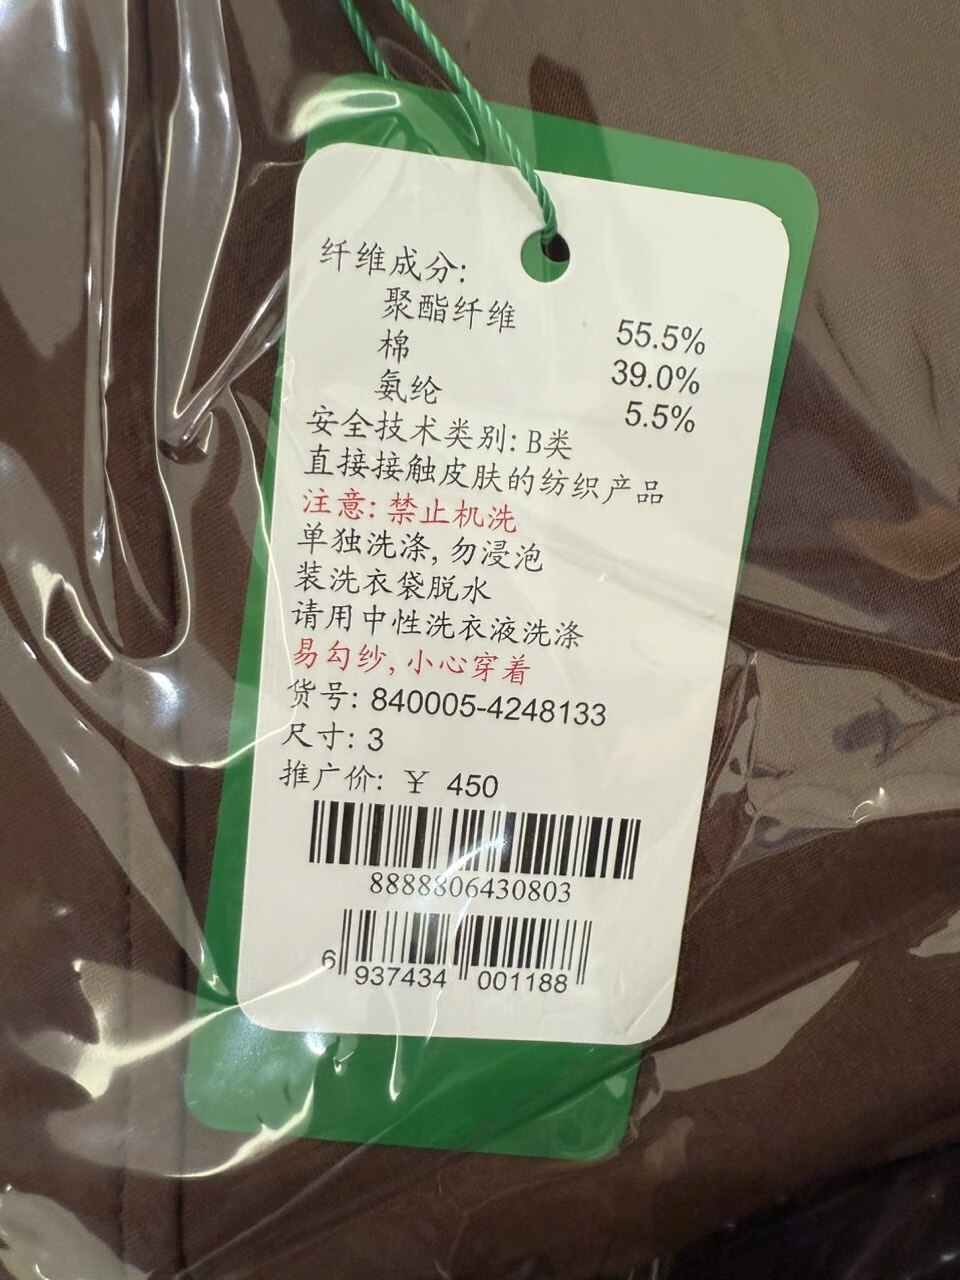 纤维成分:
聚酯纤维 55.5%
棉 39.0%
氨纶 5.5%
安全技术类别: B类
直接接触皮肤的纺织产品
注意: 禁止机洗
单独洗涤, 勿浸泡
装洗衣袋脱水
请用中性洗衣液洗涤
易勾纱, 小心穿着
货号: 840005-4248133
尺寸: 3
推广价: ¥ 450
8888806430803
6 937434 001188